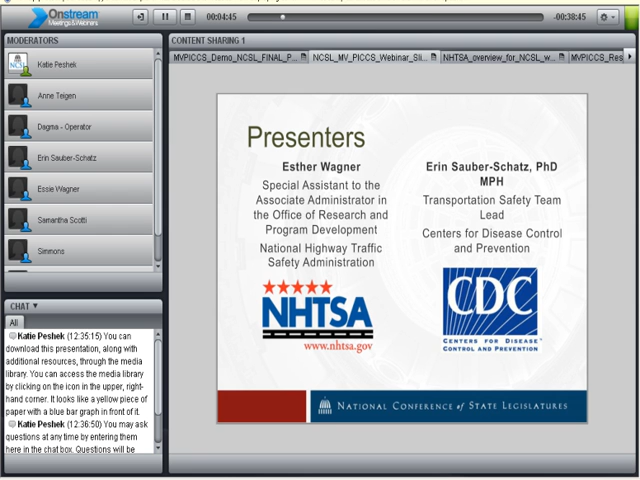 Onstream
Meetings & Webinars
00:04:45
-00:38:45
MODERATORS
NCSL
Katie Peshek
Anne Teigen
Dagma - Operator
Erin Sauber-Schatz
Essie Wagner
Samantha Scotti
Simmons
CHAT
All
Katie Peshek (12:35:15) You can
download this presentation, along with
additional resources, through the media
library. You can access the media library
by clicking on the icon in the upper, right-
hand corner. It looks like a yellow piece of
paper with a blue bar graph in front of it.
Katie Peshek (12:36:50) You may ask
questions at any time by entering them
here in the chat box. Questions will be
CONTENT SHARING 1
MVPICCS_Demo_NCSL_FINAL_P...
NCSL_MV_PICCS_Webinar_Sli...
NHTSA_overview_for_NCSL_w...
MVPICCS_Res
Presenters
Esther Wagner
Special Assistant to the
Associate Administrator in
the Office of Research and
Program Development
National Highway Traffic
Safety Administration
NHTSA
www.nhtsa.gov
Erin Sauber-Schatz, PhD
MPH
Transportation Safety Team
Lead
Centers for Disease Control
and Prevention
CDC
CENTERS FOR DISEASE
CONTROL AND PREVENTION
NATIONAL CONFERENCE of STATE LEGISLATURES